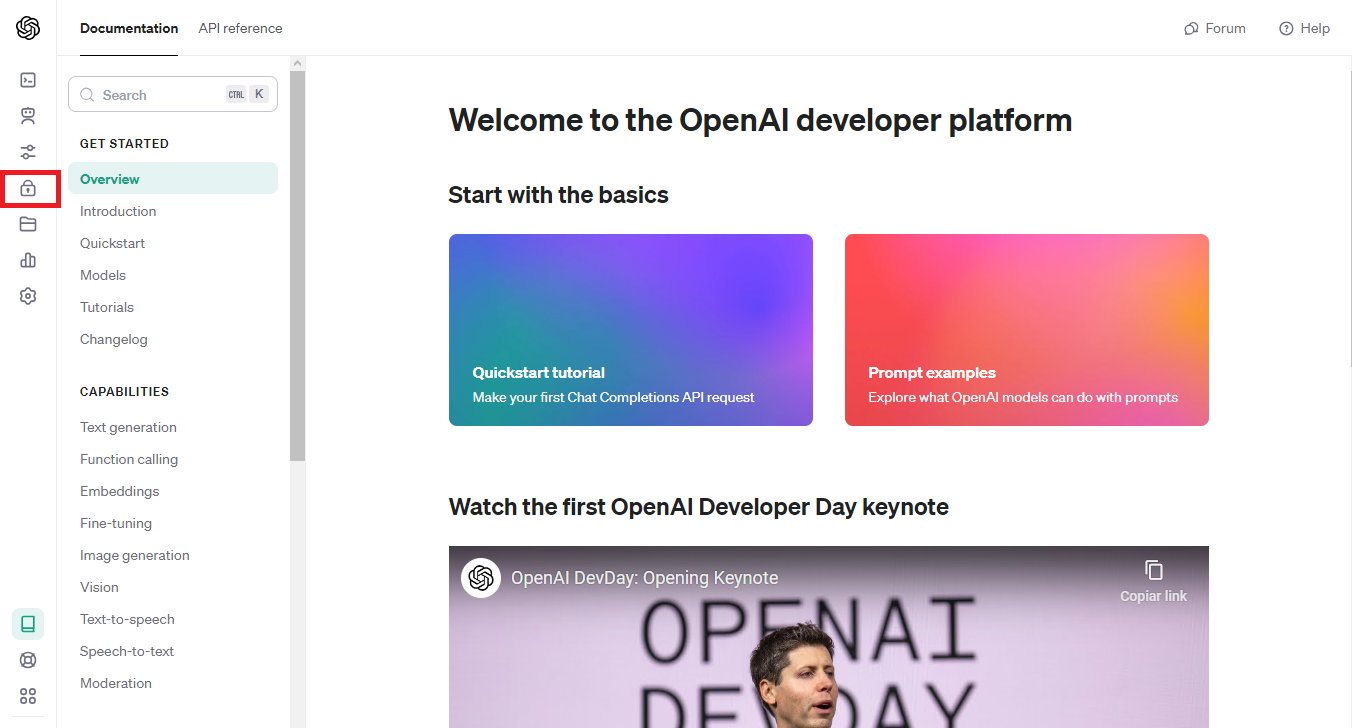 Documentation
API reference
Forum
Help
Search
CTRL K
GET STARTED
Overview
Introduction
Quickstart
Models
Tutorials
Changelog
CAPABILITIES
Text generation
Function calling
Embeddings
Fine-tuning
Image generation
Vision
Text-to-speech
Speech-to-text
Moderation
Welcome to the OpenAI developer platform
Start with the basics
Quickstart tutorial
Make your first Chat Completions API request
Prompt examples
Explore what OpenAI models can do with prompts
Watch the first OpenAI Developer Day keynote
OpenAI DevDay: Opening Keynote
Copiar link
OPENAI
DEVDAY